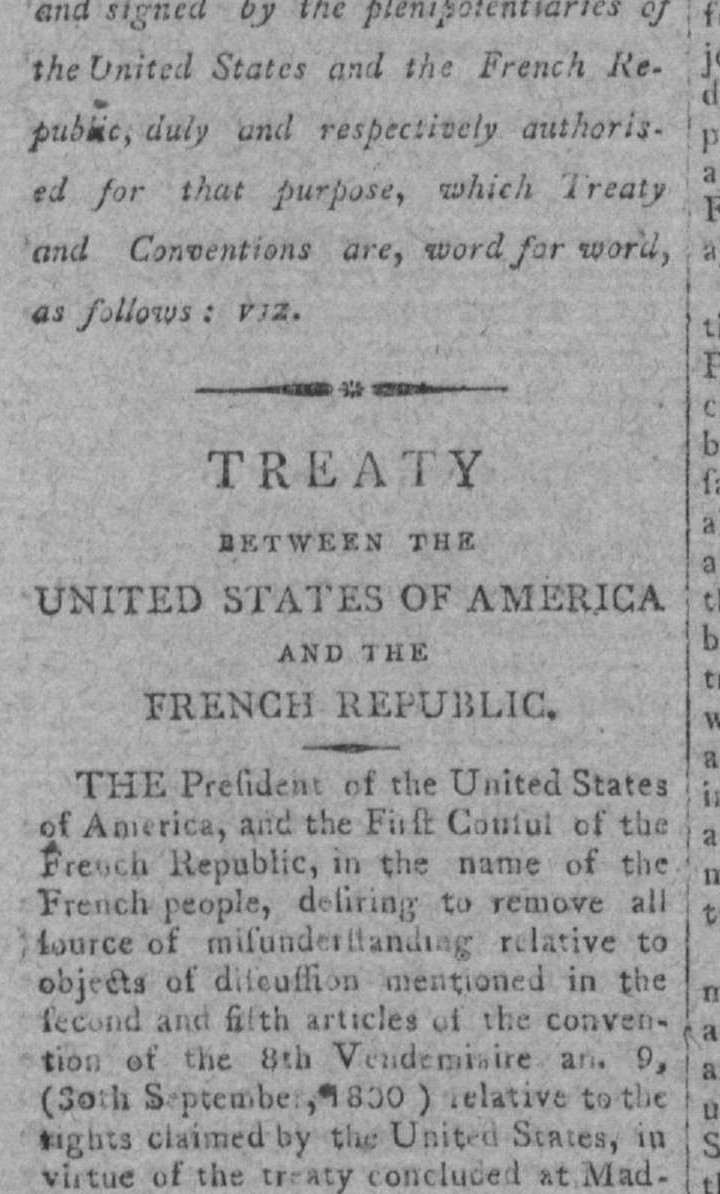 and signed by the plenipotentiaries of
the United States and the French Re-
public, duly and respectively authoris-
ed for that purpose, which Treaty
and Conventions are, word for word,
as follows: VIZ.
TREATY
BETWEEN THE
UNITED STATES OF AMERICA
AND THE
FRENCH REPUBLIC.
THE Preſident of the United States
of America, and the Firſt Conſul of the
French Republic, in the name of the
French people, deſiring to remove all
ſource of miſunderſtanding relative to
objects of diſcuſſion mentioned in the
ſecond and fifth articles of the conven-
tion of the 8th Vendemiaire an. 9,
(30th September, 1800) relative to the
rights claimed by the United States, in
virtue of the treaty concluded at Mad-